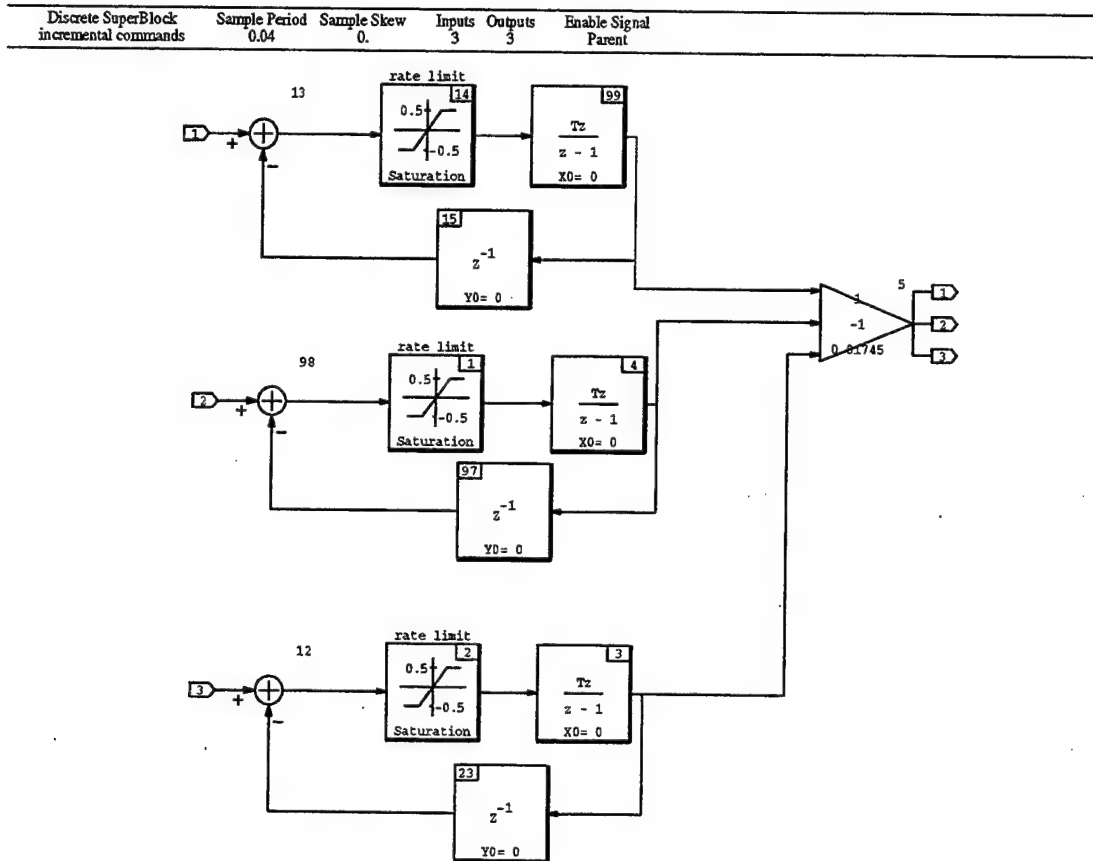 Discrete SuperBlock Sample Period Sample Skew Inputs Outputs Enable Signal
incremental commands 0.04 0. 3 3 Parent
rate limit
13 14 99
0.5
-0.5
Saturation
Tz
z - 1
X0= 0
1
+
-
15
z-1
Y0= 0
5
1
-1
0.01745
1
2
3
rate limit
98 1 4
0.5
-0.5
Saturation
Tz
z - 1
X0= 0
2
+
-
97
z-1
Y0= 0
rate limit
12 2 3
0.5
-0.5
Saturation
Tz
z - 1
X0= 0
3
+
-
23
z-1
Y0= 0